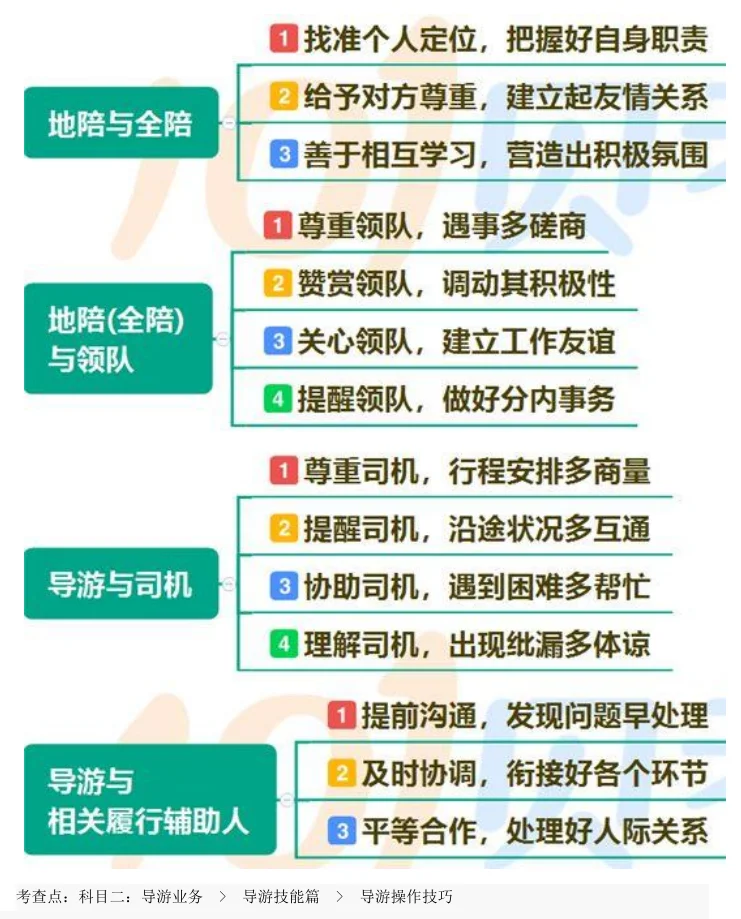 地陪与全陪
1 找准个人定位，把握好自身职责
2 给予对方尊重，建立起友情关系
3 善于相互学习，营造出积极氛围
地陪(全陪)
与领队
1 尊重领队，遇事多磋商
2 赞赏领队，调动其积极性
3 关心领队，建立工作友谊
4 提醒领队，做好分内事务
导游与司机
1 尊重司机，行程安排多商量
2 提醒司机，沿途状况多互通
3 协助司机，遇到困难多帮忙
4 理解司机，出现纰漏多体谅
导游与
相关履行辅助人
1 提前沟通，发现问题早处理
2 及时协调，衔接好各个环节
3 平等合作，处理好人际关系
考查点：科目二：导游业务 > 导游技能篇 > 导游操作技巧